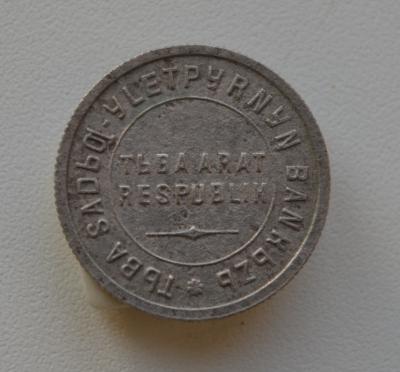 TЬBA SADЬƢ-YLETPYRNYN BANKЬZЬ *
TЬBA ARAT
RESPUBLIK